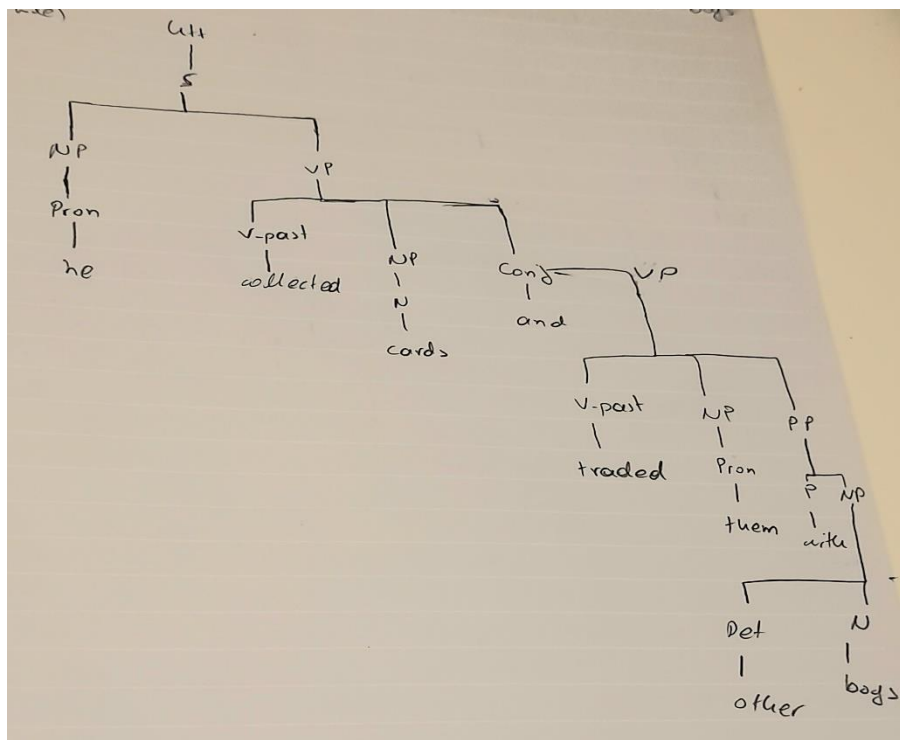 Utt
S
NP VP
Pron V-past NP Conj VP
he collected N and
cards
V-past NP PP
traded Pron P NP
them with
Det N
other boys